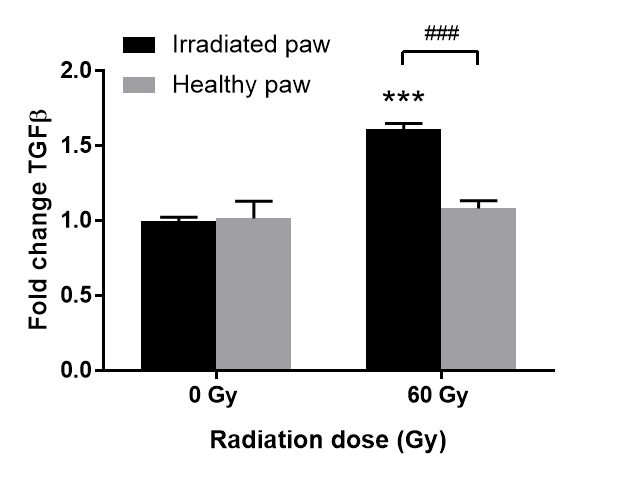 ###
Irradiated paw
Healthy paw
***
Fold change TGFβ
2.0
1.5
1.0
0.5
0.0
0 Gy
60 Gy
Radiation dose (Gy)